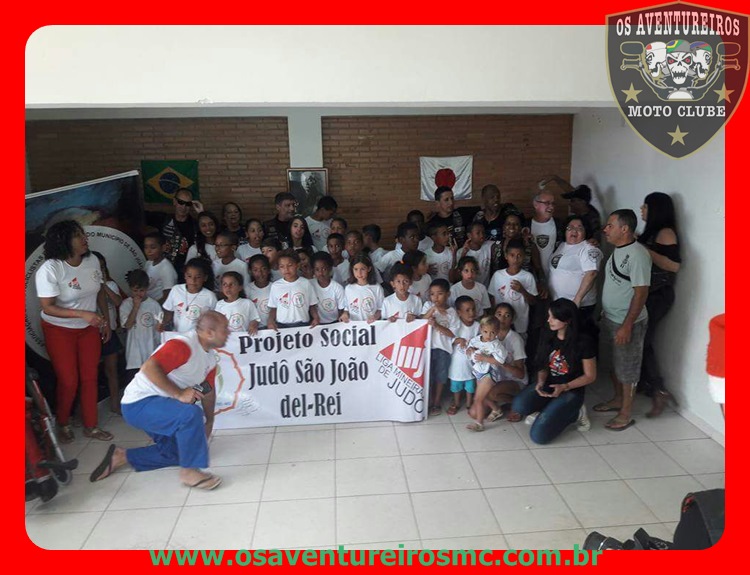 OS AVENTUREIROS
MOTO CLUBE
Projeto Social
Judô São João
del-Rei
LIGA MINEIRA
DE JUDÔ
www.osaventureirosmc.com.br